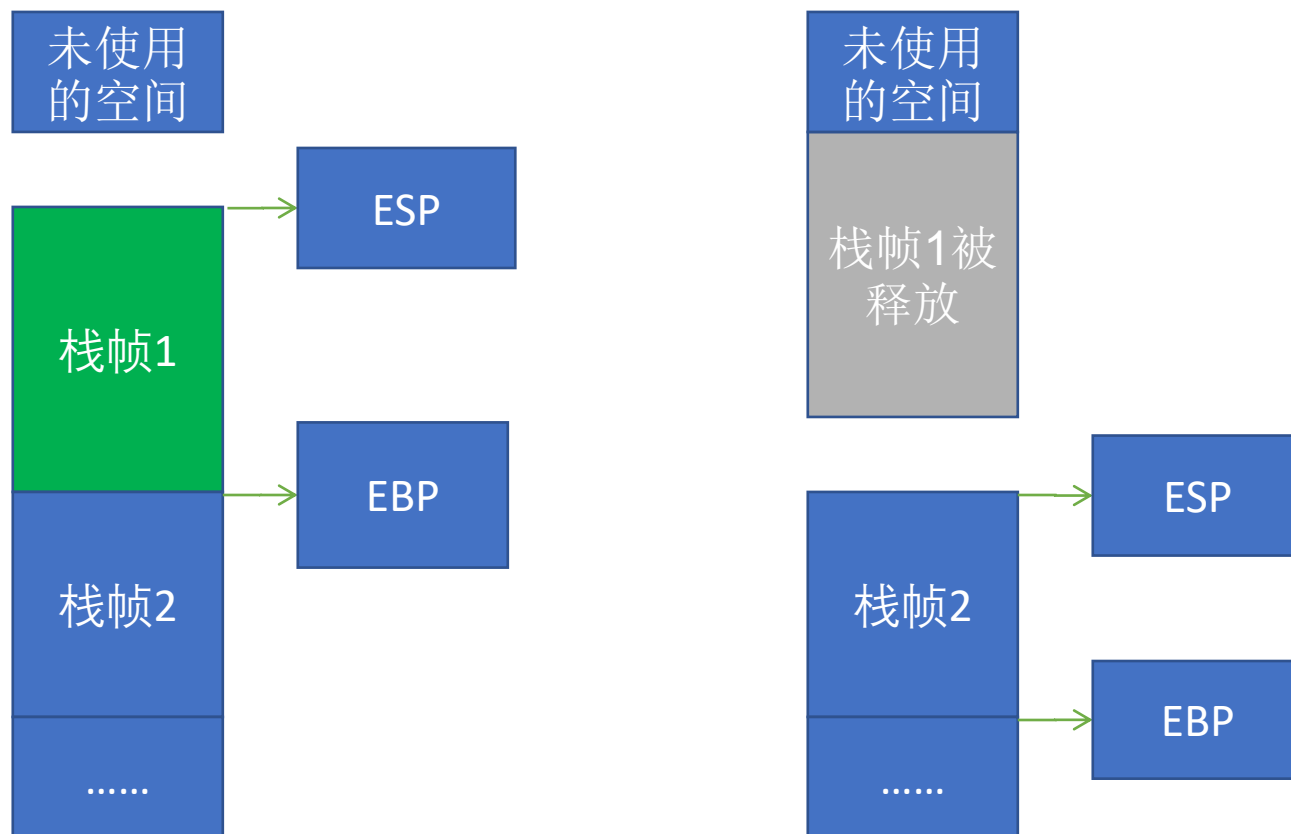 未使用
的空间
ESP
栈帧1
EBP
栈帧2
......
未使用
的空间
栈帧1被
释放
ESP
栈帧2
EBP
......